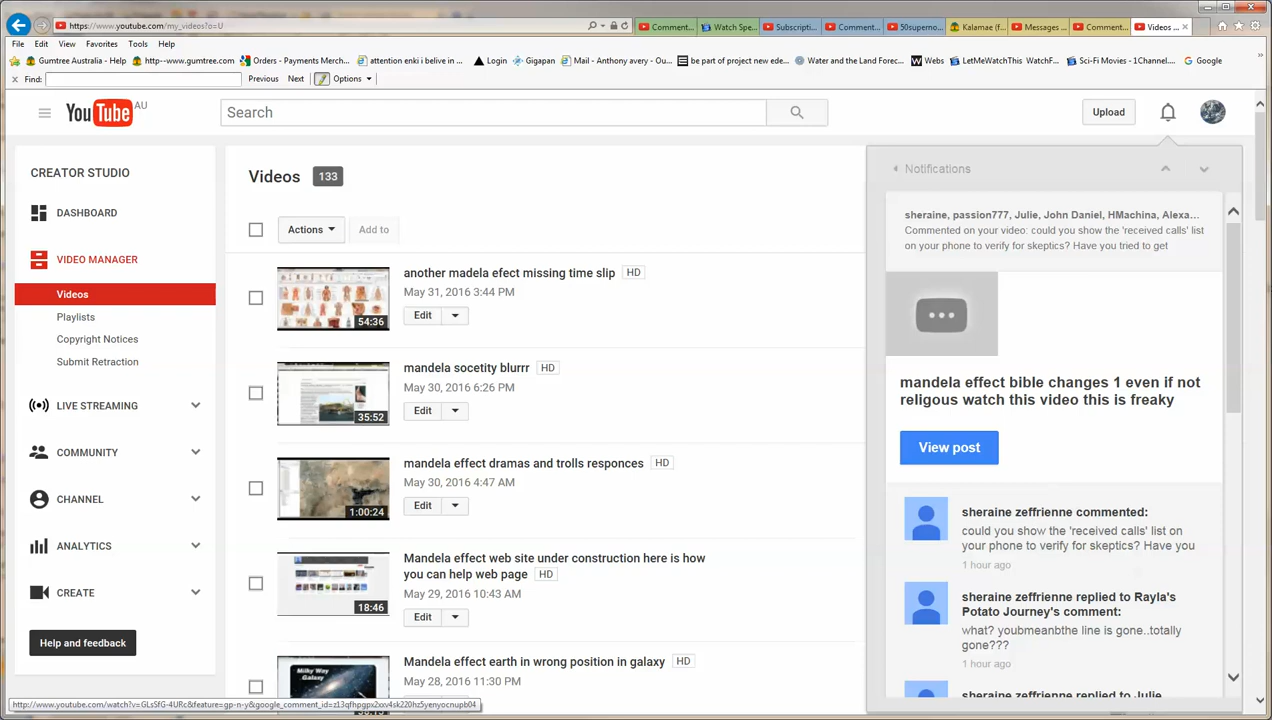 https://www.youtube.com/my_videos?o=U
Comment...
Watch Spe...
Subscripti...
Comment...
50superno...
Kalamae (f...
Messages ...
Comment...
Videos ...
File Edit View Favorites Tools Help
Gumtree Australia - Help
http--www.gumtree.com
Orders - Payments Merch...
attention enki i belive in ...
Login
Gigapan
Mail - Anthony avery - Ou...
be part of project new ede...
Water and the Land Forec...
Webs
LetMeWatchThis WatchF...
Sci-Fi Movies - 1Channel....
Google
Find: Previous Next Options
YouTube AU
Search
Upload
CREATOR STUDIO
DASHBOARD
VIDEO MANAGER
Videos
Playlists
Copyright Notices
Submit Retraction
LIVE STREAMING
COMMUNITY
CHANNEL
ANALYTICS
CREATE
Help and feedback
Videos 133
Actions Add to
another madela efect missing time slip HD
May 31, 2016 3:44 PM
54:36
Edit
mandela socetity blurrr HD
May 30, 2016 6:26 PM
35:52
Edit
mandela effect dramas and trolls responces HD
May 30, 2016 4:47 AM
1:00:24
Edit
Mandela effect web site under construction here is how
you can help web page HD
May 29, 2016 10:43 AM
18:46
Edit
Mandela effect earth in wrong position in galaxy HD
May 28, 2016 11:30 PM
Milky Way
Galaxy
Notifications
sheraine, passion777, Julie, John Daniel, HMachina, Alexa...
Commented on your video: could you show the 'received calls' list
on your phone to verify for skeptics? Have you tried to get
mandela effect bible changes 1 even if not
religous watch this video this is freaky
View post
sheraine zeffrienne commented:
could you show the 'received calls' list on
your phone to verify for skeptics? Have you
1 hour ago
sheraine zeffrienne replied to Rayla's
Potato Journey's comment:
what? youbmeanbthe line is gone..totally
gone???
1 hour ago
sheraine zeffrienne replied to Julie
http://www.youtube.com/watch?v=GLsSfG-4URc&feature=gp-n-y&google_comment_id=z13qfhpgpx2xxv4sk220hz5yenyocnupb04